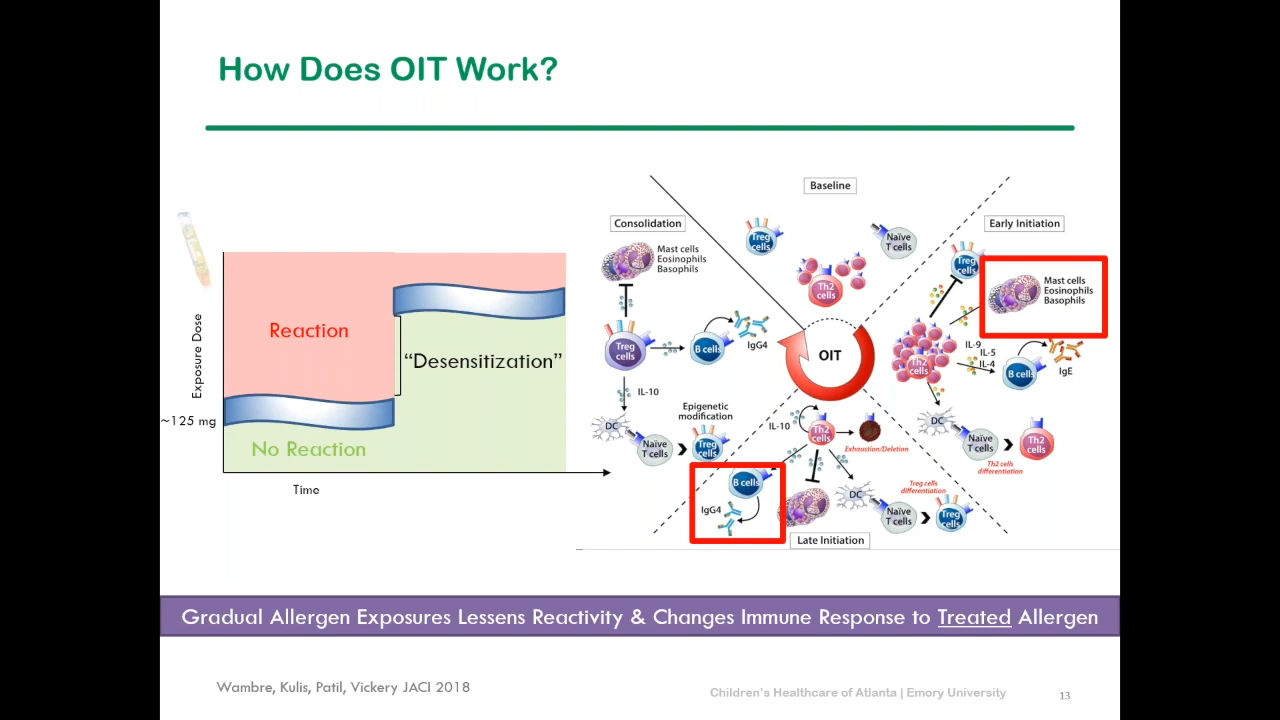 How Does OIT Work?
Exposure Dose
~125 mg
Reaction
No Reaction
"Desensitization"
Time
Baseline
Treg
cells
Naïve
T cells
Th2
cells
Early Initiation
Treg
cells
Mast cells
Eosinophils
Basophils
Th2
cells
IL-9
IL-5
IL-4
B cells
IgE
DC
Naïve
T cells
Th2
cells
Th2 cells
differentiation
Late Initiation
IL-10
Th2
cells
Exhaustion/Deletion
B cells
IgG4
DC
Naïve
T cells
Treg
cells
Treg cells
differentiation
Consolidation
Mast cells
Eosinophils
Basophils
Treg
cells
B cells
IgG4
IL-10
DC
Naïve
T cells
Epigenetic
modification
Treg
cells
OIT
Gradual Allergen Exposures Lessens Reactivity & Changes Immune Response to Treated Allergen
Wambre, Kulis, Patil, Vickery JACI 2018
Children's Healthcare of Atlanta | Emory University
13